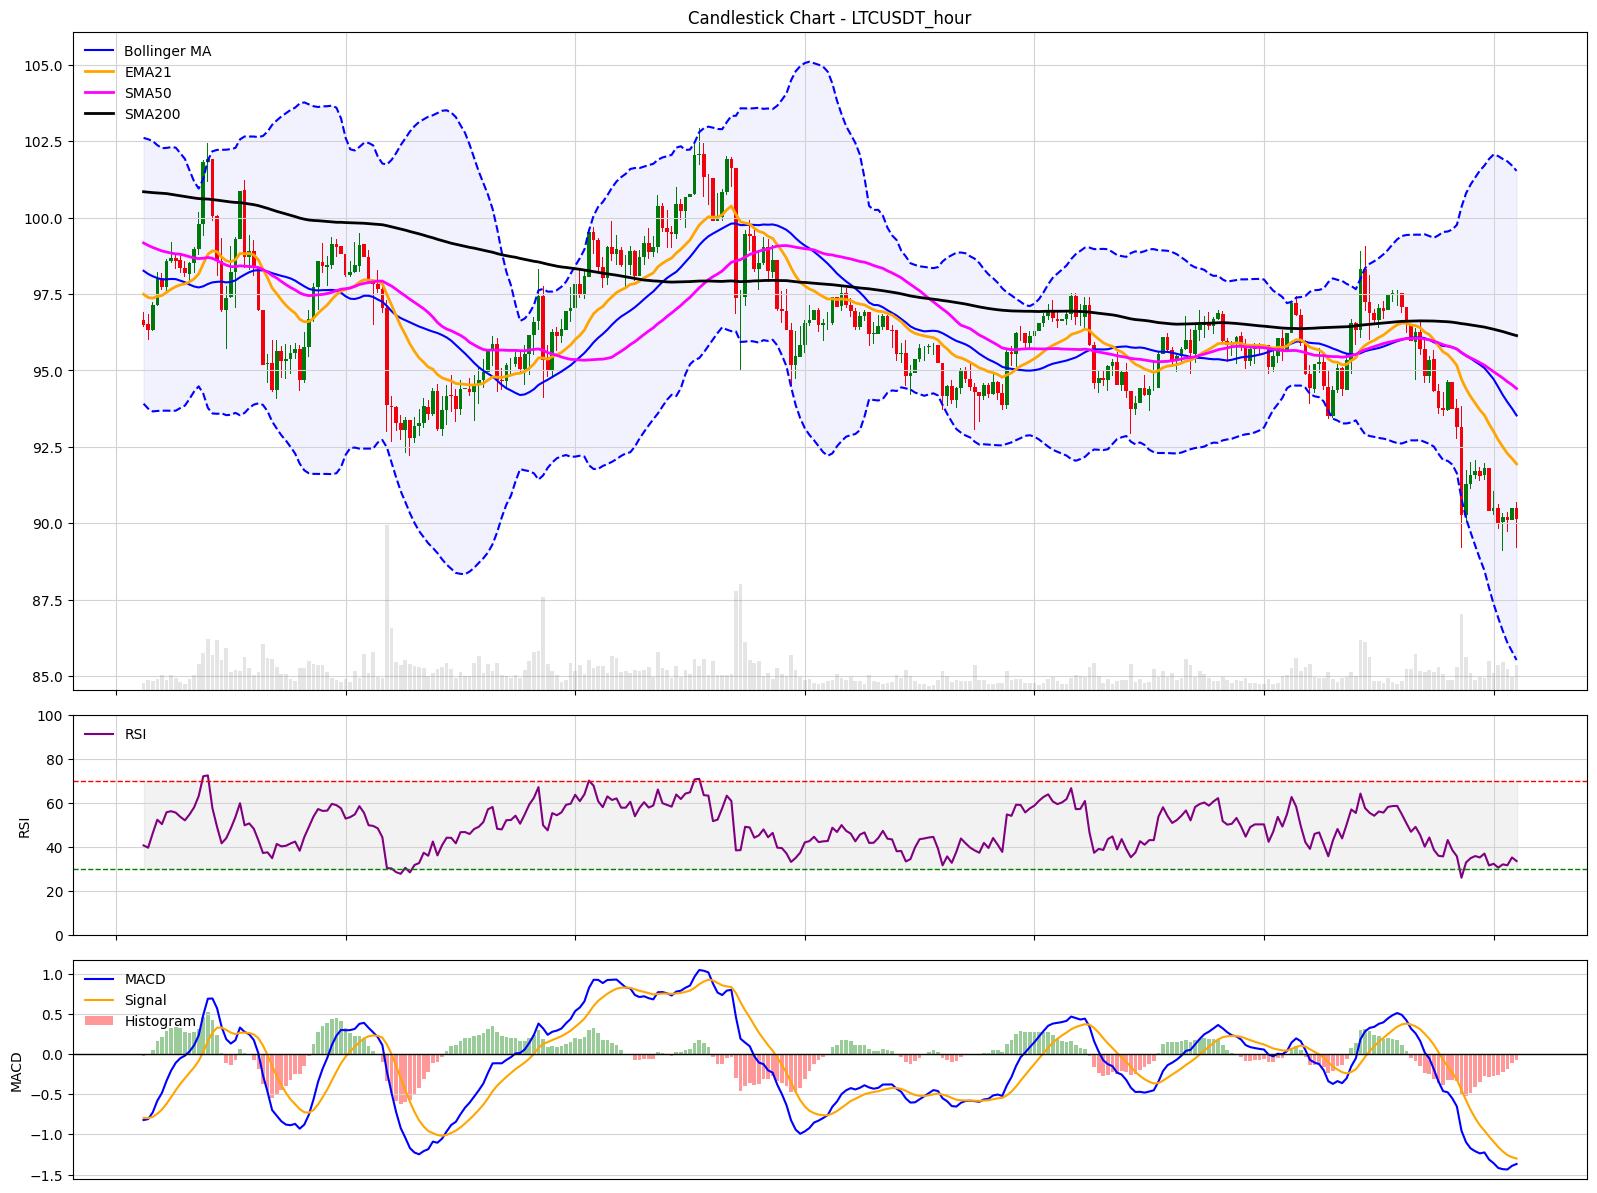 Candlestick Chart - LTCUSDT_hour
Bollinger MA
EMA21
SMA50
SMA200
105.0
102.5
100.0
97.5
95.0
92.5
90.0
87.5
85.0
RSI
100
80
60
40
20
0
RSI
MACD
Signal
Histogram
1.0
0.5
0.0
−0.5
−1.0
−1.5
MACD